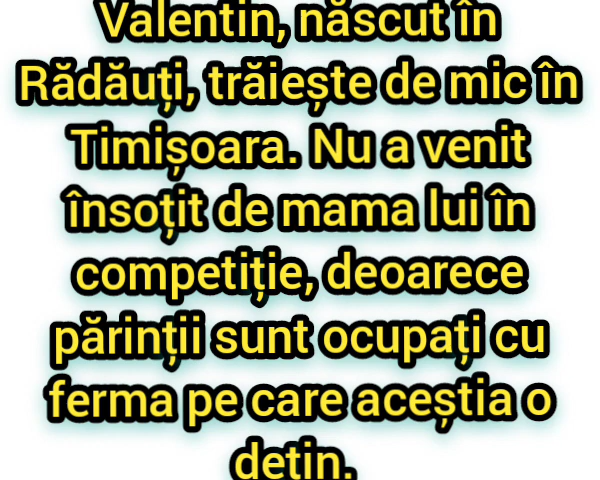 Valentin, născut în
Rădăuți, trăiește de mic în
Timișoara. Nu a venit
însoțit de mama lui în
competiție, deoarece
părinții sunt ocupați cu
ferma pe care aceștia o
dețin.